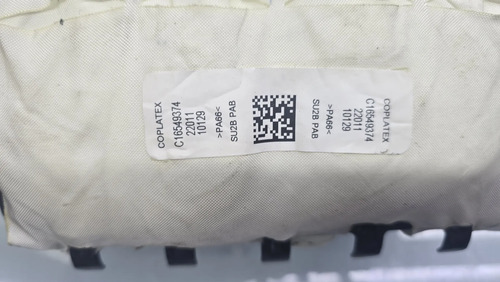 COPLATEX
C16549374
22011
10129
>PA66<
SU2B PAB
COPLATEX
C16549374
22011
10129
>PA66<
SU2B PAB